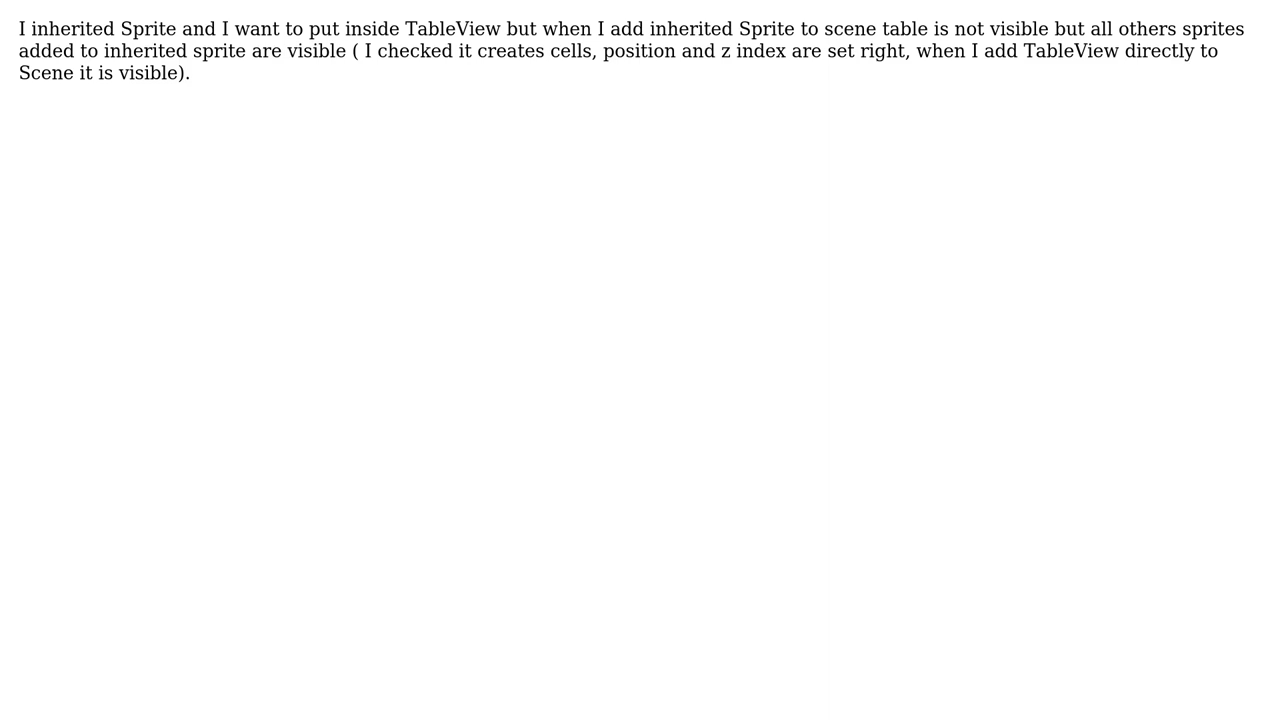 I inherited Sprite and I want to put inside TableView but when I add inherited Sprite to scene table is not visible but all others sprites
added to inherited sprite are visible ( I checked it creates cells, position and z index are set right, when I add TableView directly to
Scene it is visible).